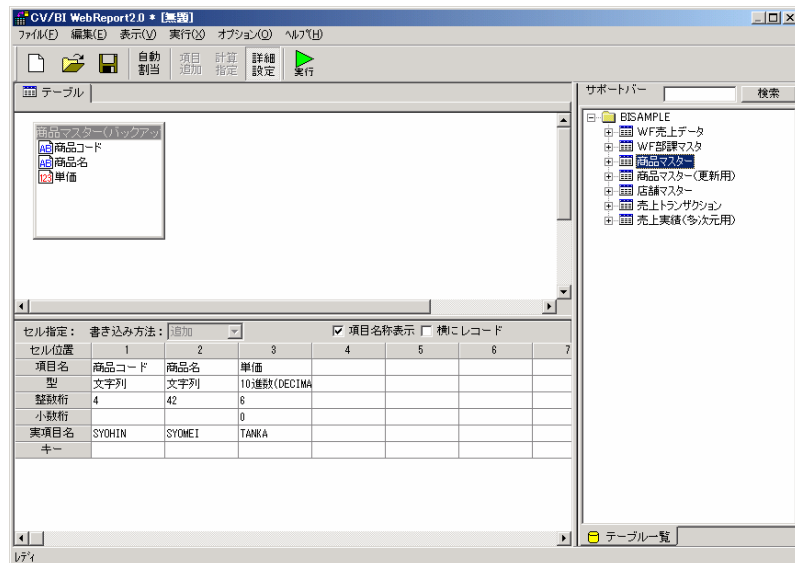 CV/BI WebReport2.0 * [無題]
ファイル(F) 編集(E) 表示(V) 実行(X) オプション(O) ヘルプ(H)
自動割当 項目追加 計算指定 詳細設定 実行
テーブル
商品マスター(バックアッ
AB 商品コード
AB 商品名
123 単価
セル指定: 書き込み方法: 追加 項目名称表示 横にレコード
セル位置 1 2 3 4 5 6 7
項目名 商品コード 商品名 単価
型 文字列 文字列 10進数(DECIMA
整数桁 4 42 6
小数桁 0
実項目名 SYOHIN SYOMEI TANKA
キー
サポートバー 検索
BISAMPLE
WF売上データ
WF部課マスタ
商品マスター
商品マスター(更新用)
店舗マスター
売上トランザクション
売上実績(多次元用)
テーブル一覧
レディ